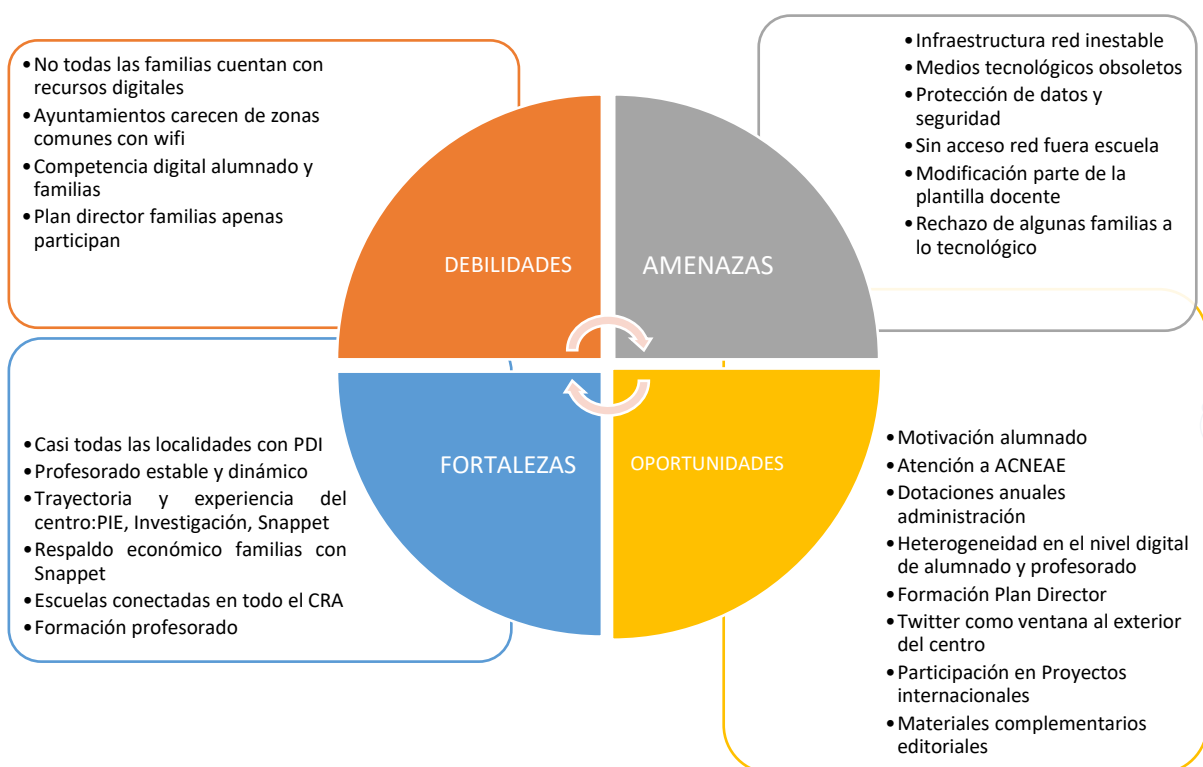 •No todas las familias cuentan con
recursos digitales
•Ayuntamientos carecen de zonas
comunes con wifi
•Competencia digital alumnado y
familias
•Plan director familias apenas
participan
DEBILIDADES
•Infraestructura red inestable
•Medios tecnológicos obsoletos
•Protección de datos y
seguridad
•Sin acceso red fuera escuela
•Modificación parte de la
plantilla docente
•Rechazo de algunas familias a
lo tecnológico
AMENAZAS
•Casi todas las localidades con PDI
•Profesorado estable y dinámico
•Trayectoria y experiencia del
centro:PIE, Investigación, Snappet
•Respaldo económico familias con
Snappet
•Escuelas conectadas en todo el CRA
•Formación profesorado
FORTALEZAS
OPORTUNIDADES
•Motivación alumnado
•Atención a ACNEAE
•Dotaciones anuales
administración
•Heterogeneidad en el nivel digital
de alumnado y profesorado
•Formación Plan Director
•Twitter como ventana al exterior
del centro
•Participación en Proyectos
internacionales
•Materiales complementarios
editoriales